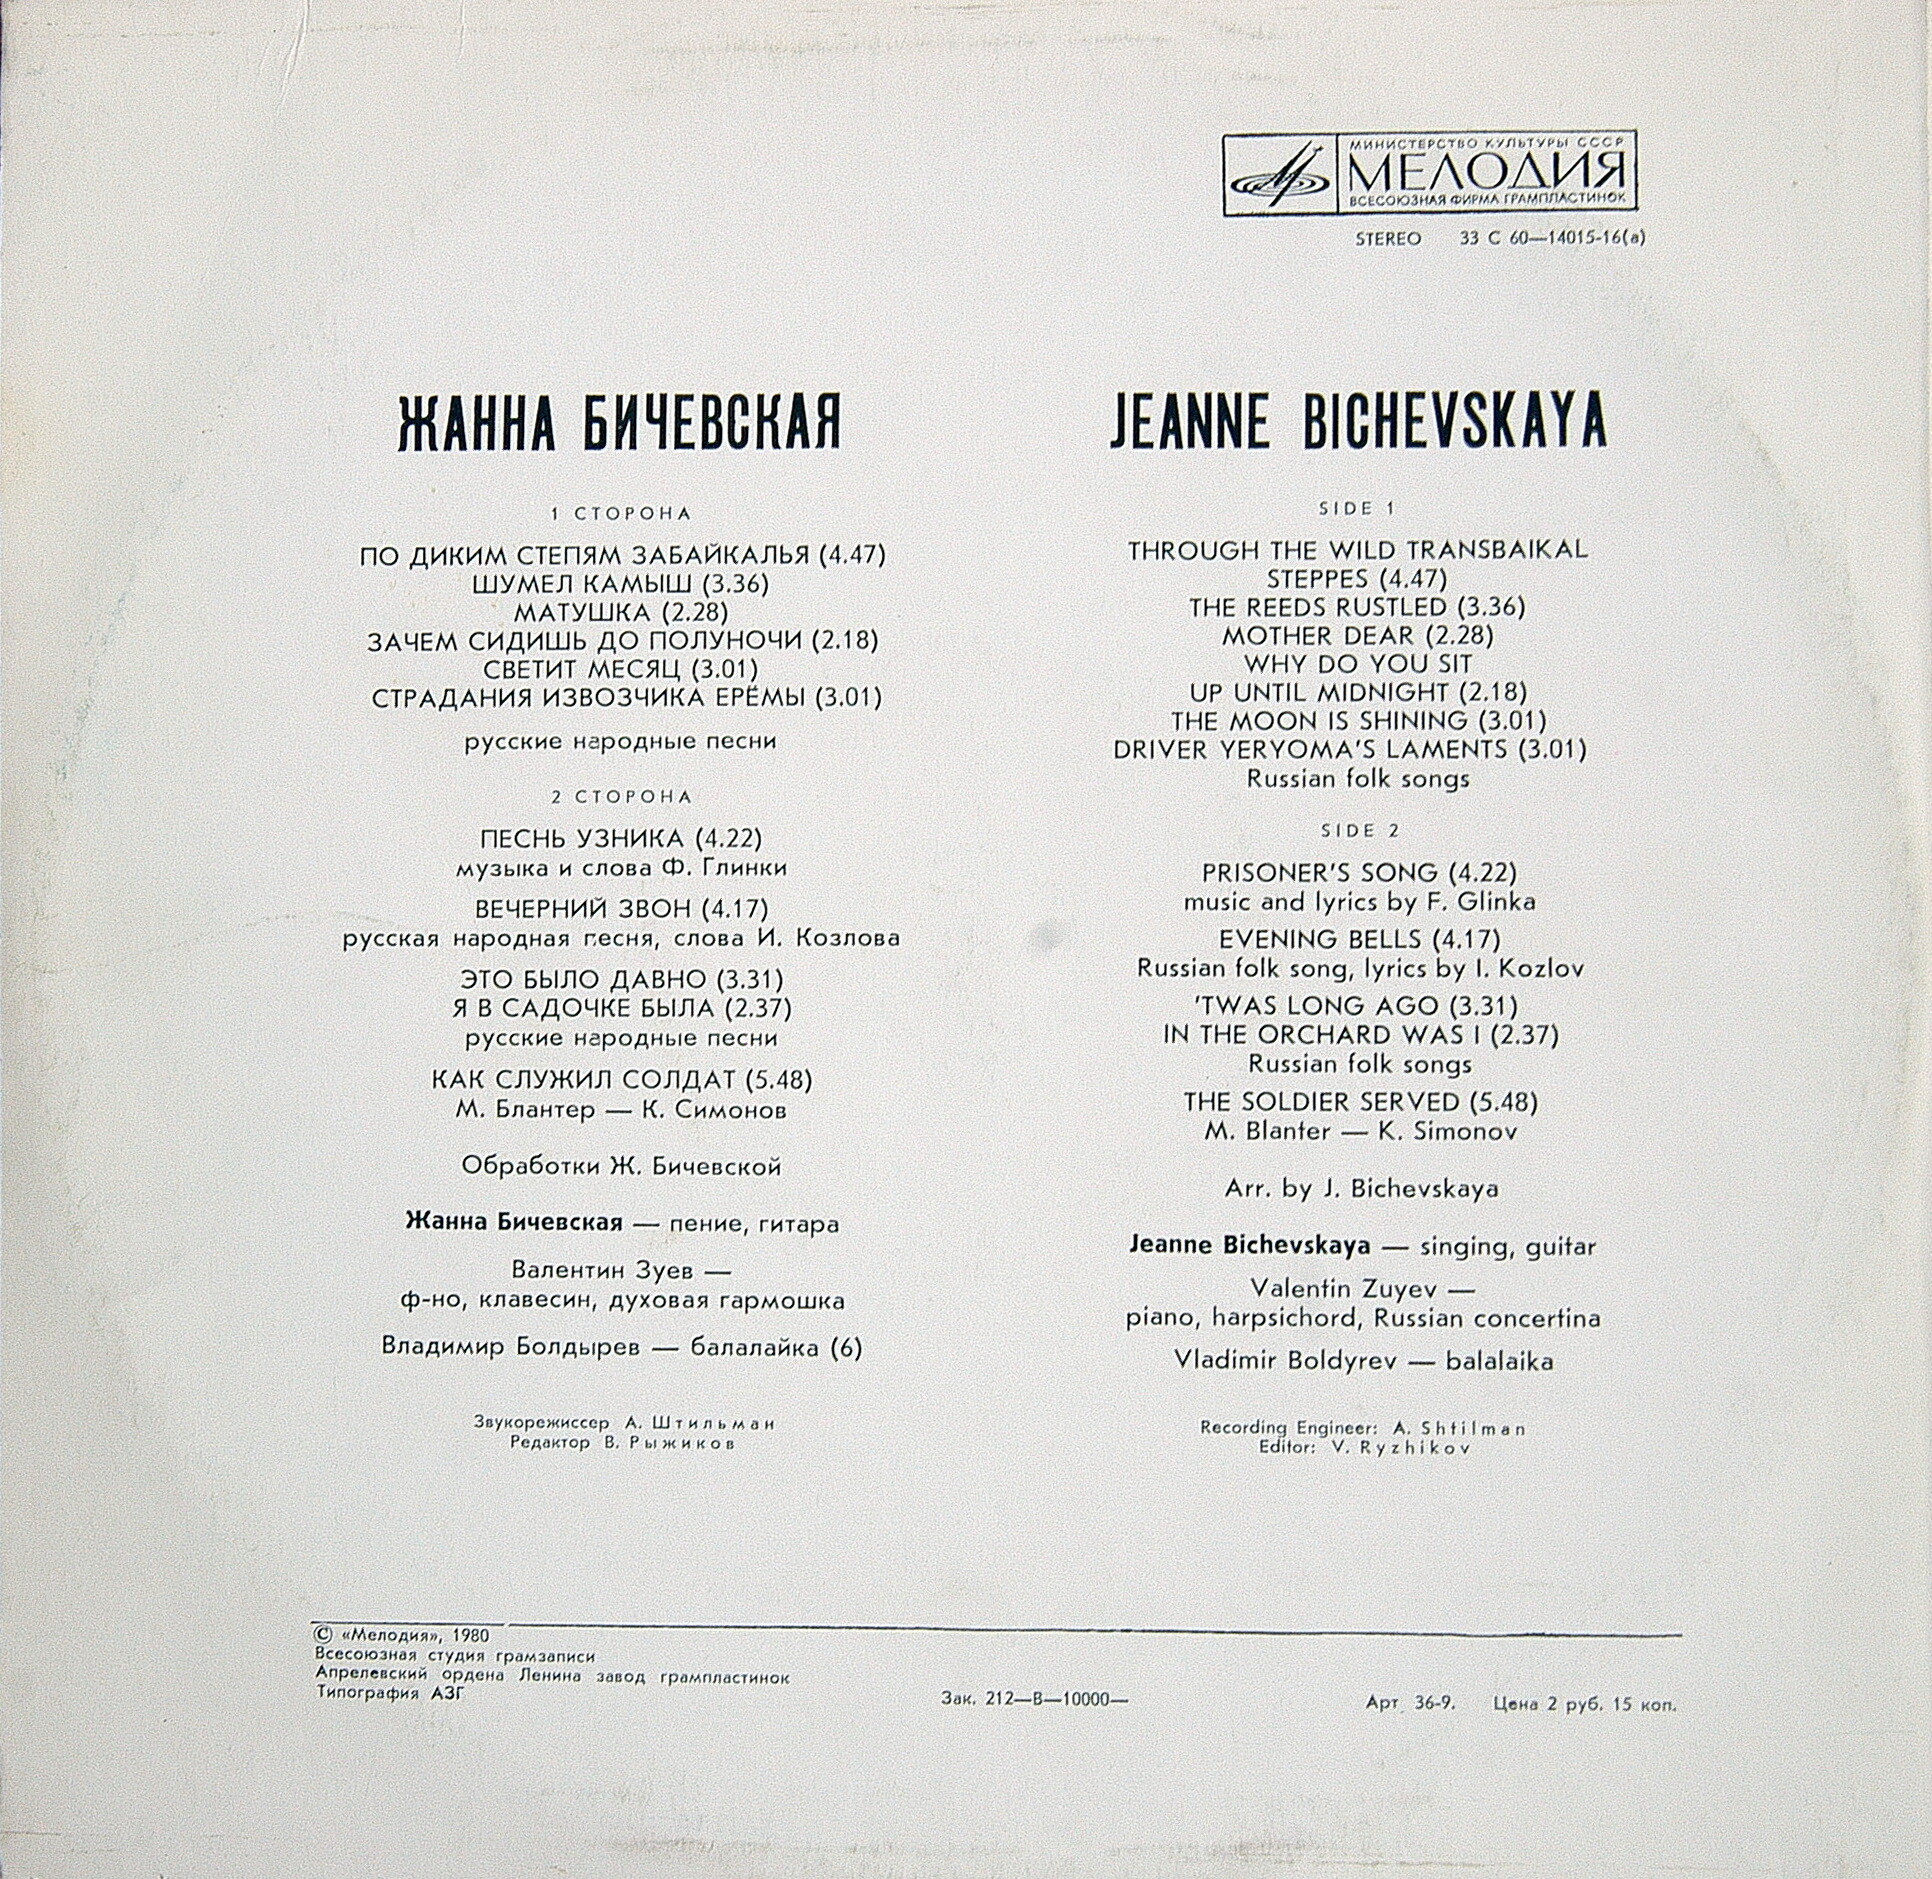 МИНИСТЕРСТВО КУЛЬТУРЫ СССР
МЕЛОДИЯ
ВСЕСОЮЗНАЯ ФИРМА ГРАМПЛАСТИНОК
STEREO 33 С 60—14015-16(а)
ЖАННА БИЧЕВСКАЯ
1 СТОРОНА
ПО ДИКИМ СТЕПЯМ ЗАБАЙКАЛЬЯ (4.47)
ШУМЕЛ КАМЫШ (3.36)
МАТУШКА (2.28)
ЗАЧЕМ СИДИШЬ ДО ПОЛУНОЧИ (2.18)
СВЕТИТ МЕСЯЦ (3.01)
СТРАДАНИЯ ИЗВОЗЧИКА ЕРЁМЫ (3.01)
русские народные песни
2 СТОРОНА
ПЕСНЬ УЗНИКА (4.22)
музыка и слова Ф. Глинки
ВЕЧЕРНИЙ ЗВОН (4.17)
русская народная песня, слова И. Козлова
ЭТО БЫЛО ДАВНО (3.31)
Я В САДОЧКЕ БЫЛА (2.37)
русские народные песни
КАК СЛУЖИЛ СОЛДАТ (5.48)
М. Блантер — К. Симонов
Обработки Ж. Бичевской
Жанна Бичевская — пение, гитара
Валентин Зуев —
ф-но, клавесин, духовая гармошка
Владимир Болдырев — балалайка (6)
Звукорежиссер А. Штильман
Редактор В. Рыжиков
JEANNE BICHEVSKAYA
SIDE 1
THROUGH THE WILD TRANSBAIKAL
STEPPES (4.47)
THE REEDS RUSTLED (3.36)
MOTHER DEAR (2.28)
WHY DO YOU SIT
UP UNTIL MIDNIGHT (2.18)
THE MOON IS SHINING (3.01)
DRIVER YERYOMA'S LAMENTS (3.01)
Russian folk songs
SIDE 2
PRISONER'S SONG (4.22)
music and lyrics by F. Glinka
EVENING BELLS (4.17)
Russian folk song, lyrics by I. Kozlov
'TWAS LONG AGO (3.31)
IN THE ORCHARD WAS I (2.37)
Russian folk songs
THE SOLDIER SERVED (5.48)
M. Blanter — K. Simonov
Arr. by J. Bichevskaya
Jeanne Bichevskaya — singing, guitar
Valentin Zuyev —
piano, harpsichord, Russian concertina
Vladimir Boldyrev — balalaika
Recording Engineer: A. Shtilman
Editor: V. Ryzhikov
© «Мелодия», 1980
Всесоюзная студия грамзаписи
Апрелевский ордена Ленина завод грампластинок
Типография АЗГ
Зак. 212—В—10000—
Арт. 36-9. Цена 2 руб. 15 коп.